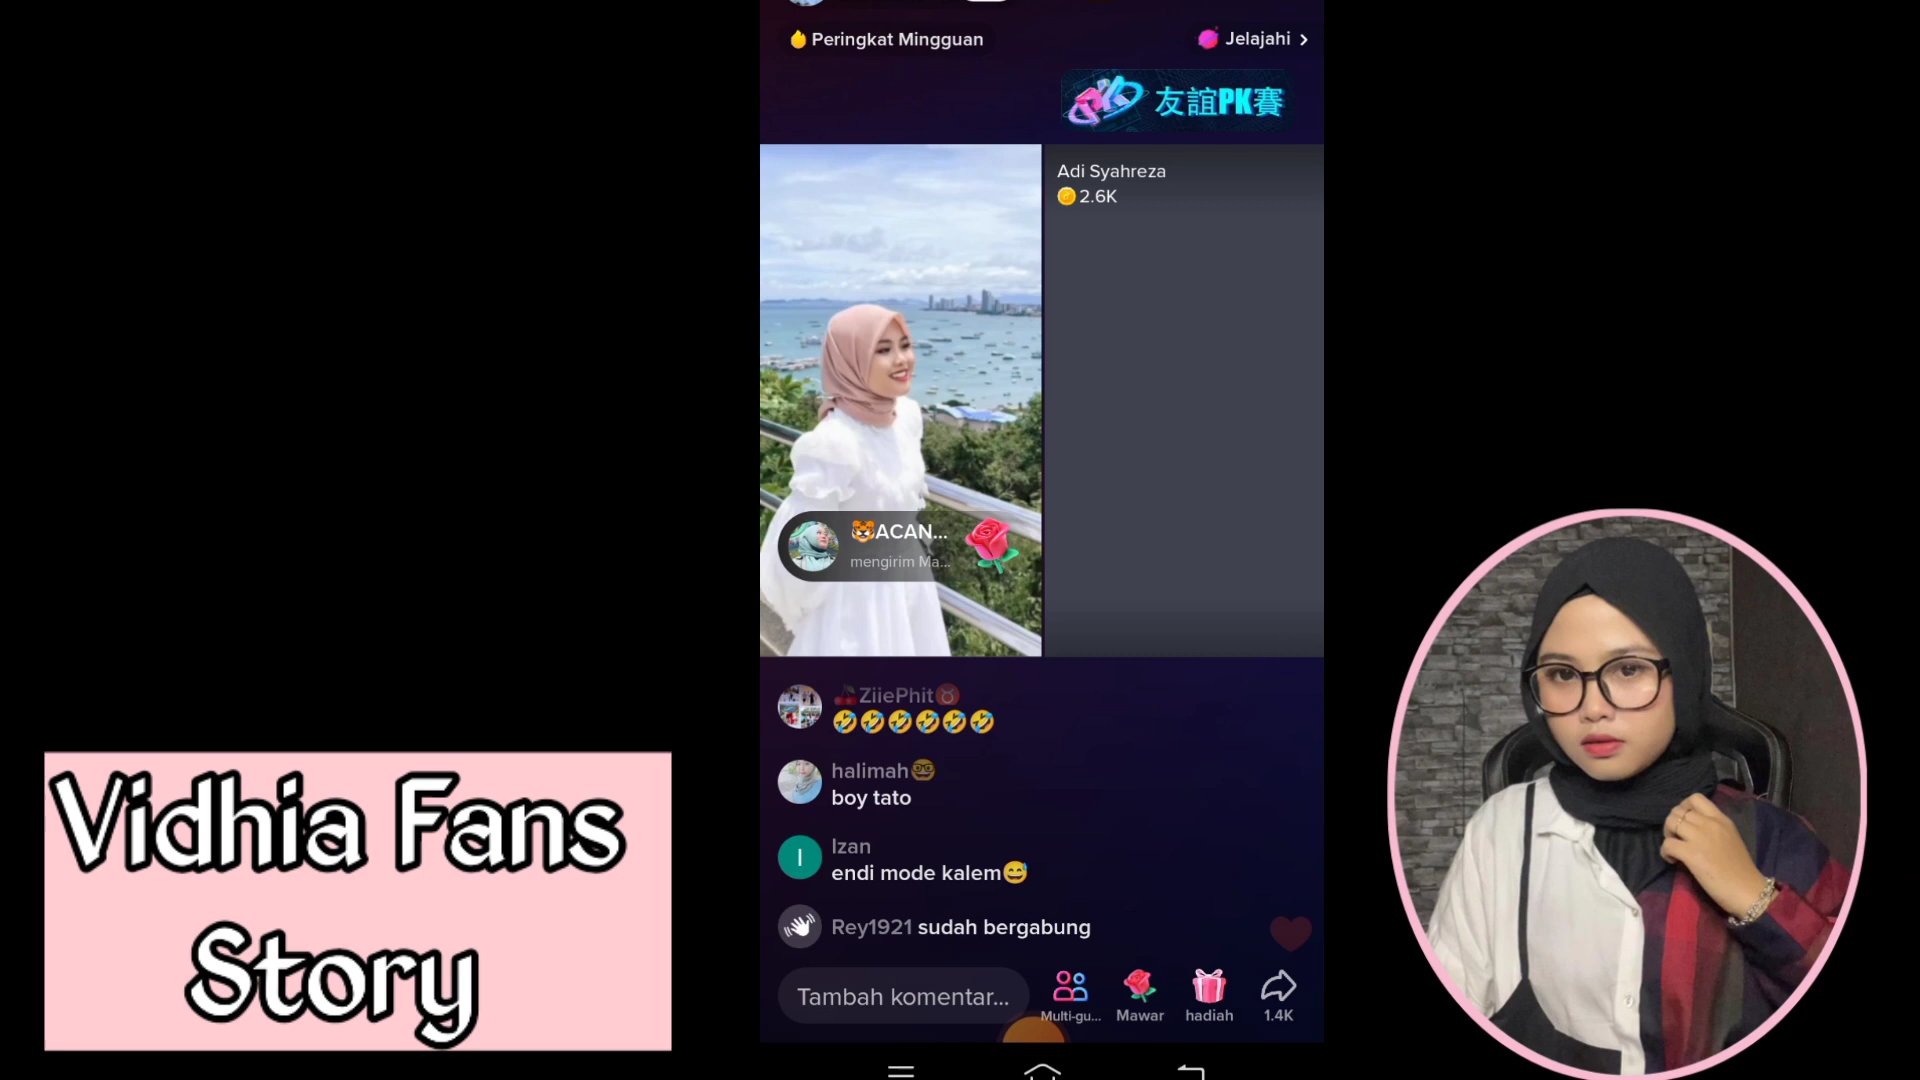 Peringkat Mingguan
Jelajahi
友誼PK賽
Adi Syahreza
2.6K
🐯ACAN...
mengirim Ma...
🍒ZiiePhit♉
🤣🤣🤣🤣🤣🤣
halimah🤓
boy tato
Izan
I
endi mode kalem😅
Rey1921 sudah bergabung
Tambah komentar...
Multi-gu...
Mawar
hadiah
1.4K
Vidhia Fans
Story